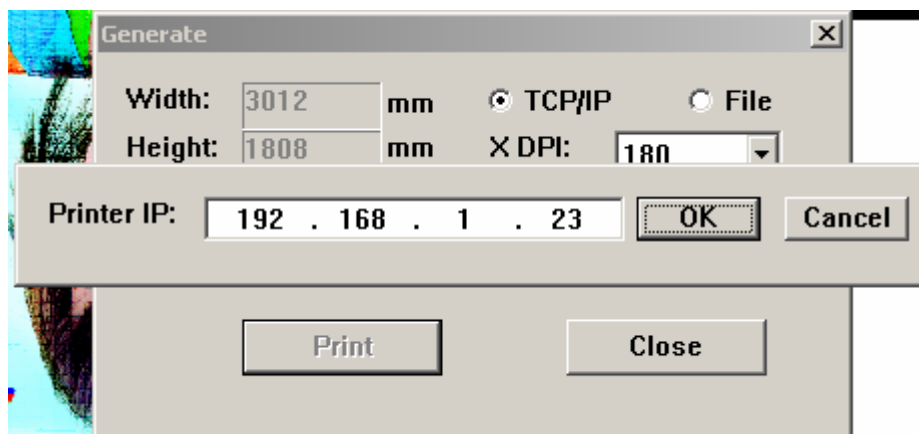 Generate
Width: 3012 mm TCP/IP File
Height: 1808 mm X DPI: 180
Printer IP: 192 . 168 . 1 . 23 OK Cancel
Print Close